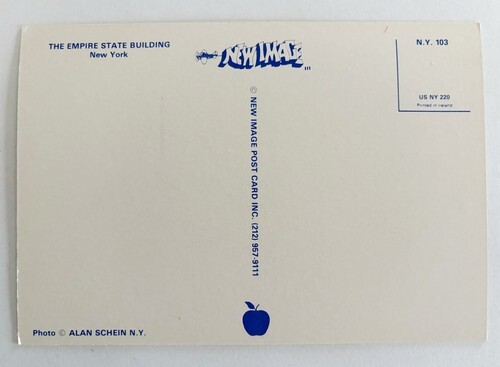 THE EMPIRE STATE BUILDING
New York
NEW IMAGE
N.Y. 103
US NY 220
Printed in Ireland
© NEW IMAGE POST CARD INC. (212) 957-9111
Photo © ALAN SCHEIN N.Y.